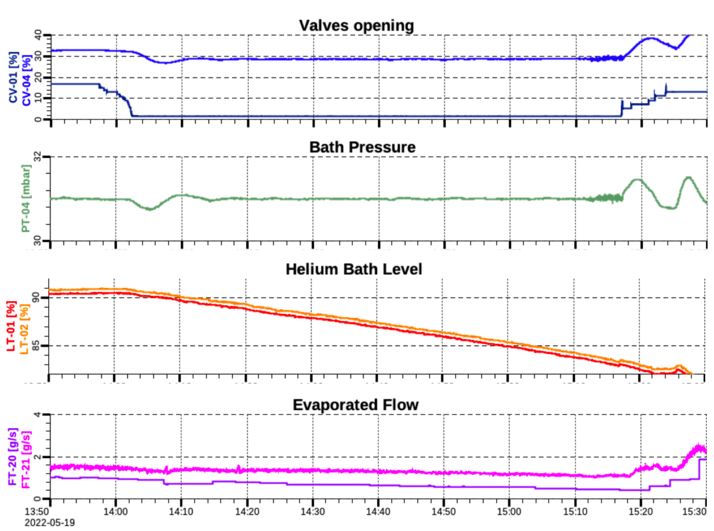 Valves opening
CV-01 [%]
CV-04 [%]
40
30
20
10
0
Bath Pressure
PT-04 [mbar]
32
30
Helium Bath Level
LT-01 [%]
LT-02 [%]
90
85
Evaporated Flow
FT-20 [g/s]
FT-21 [g/s]
4
2
0
13:50 14:00 14:10 14:20 14:30 14:40 14:50 15:00 15:10 15:20 15:30
2022-05-19